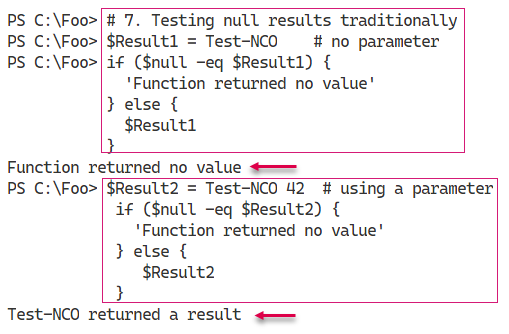 PS C:\Foo> # 7. Testing null results traditionally
PS C:\Foo> $Result1 = Test-NCO    # no parameter
PS C:\Foo> if ($null -eq $Result1) {
             'Function returned no value'
           } else {
             $Result1
           }
Function returned no value
PS C:\Foo> $Result2 = Test-NCO 42  # using a parameter
            if ($null -eq $Result2) {
              'Function returned no value'
            } else {
               $Result2
            }
Test-NCO returned a result